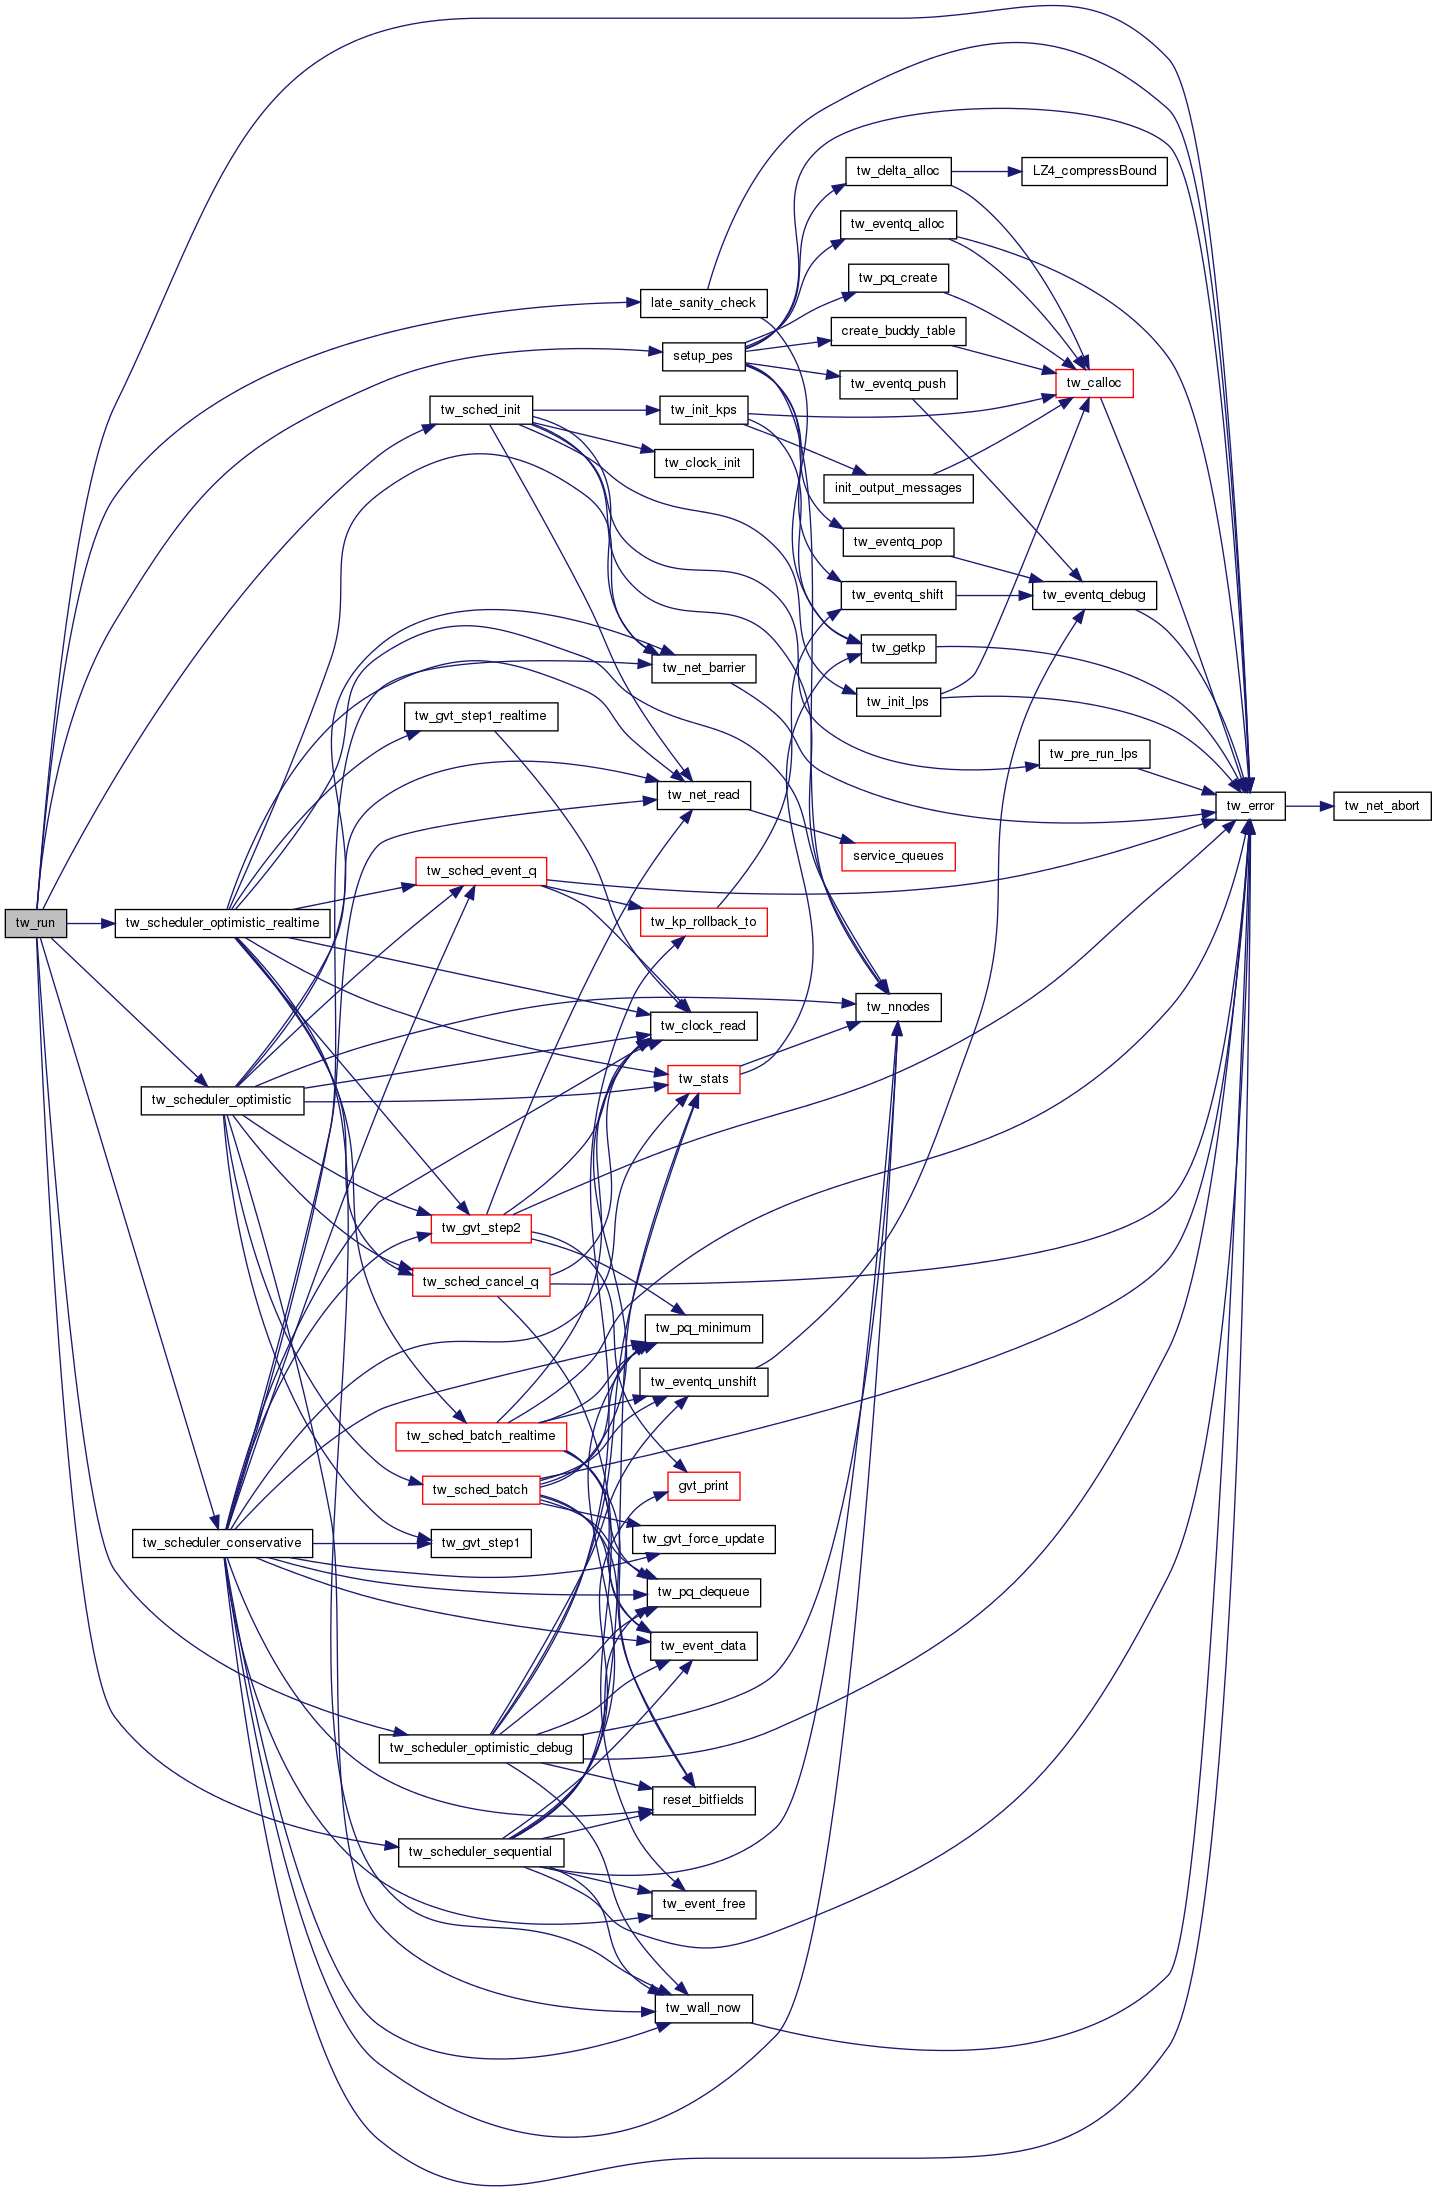 tw_delta_alloc
LZ4_compressBound
tw_eventq_alloc
tw_pq_create
late_sanity_check
create_buddy_table
setup_pes
tw_eventq_push
tw_calloc
tw_sched_init
tw_init_kps
tw_clock_init
init_output_messages
tw_eventq_pop
tw_eventq_shift
tw_eventq_debug
tw_getkp
tw_net_barrier
tw_init_lps
tw_gvt_step1_realtime
tw_pre_run_lps
tw_net_read
tw_error
tw_net_abort
service_queues
tw_sched_event_q
tw_run
tw_scheduler_optimistic_realtime
tw_kp_rollback_to
tw_nnodes
tw_clock_read
tw_stats
tw_scheduler_optimistic
tw_gvt_step2
tw_sched_cancel_q
tw_pq_minimum
tw_eventq_unshift
tw_sched_batch_realtime
gvt_print
tw_sched_batch
tw_gvt_force_update
tw_scheduler_conservative
tw_gvt_step1
tw_pq_dequeue
tw_event_data
tw_scheduler_optimistic_debug
reset_bitfields
tw_scheduler_sequential
tw_event_free
tw_wall_now